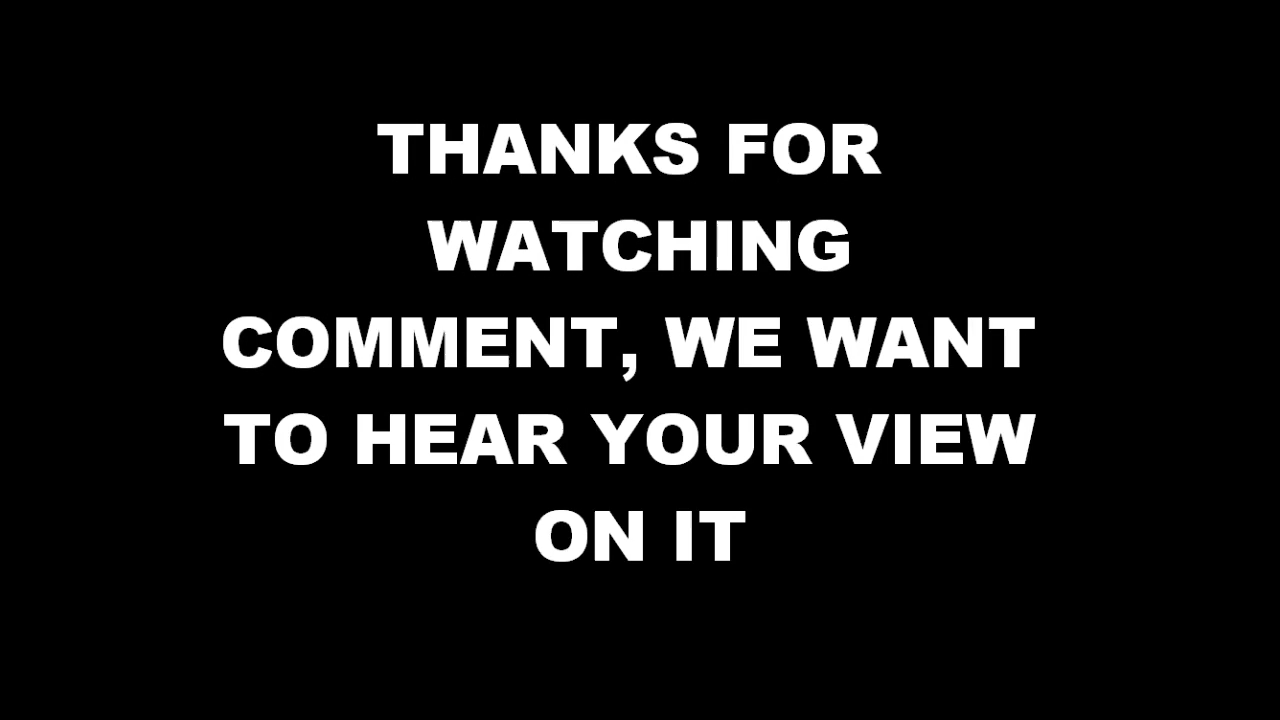 THANKS FOR
WATCHING
COMMENT, WE WANT
TO HEAR YOUR VIEW
ON IT